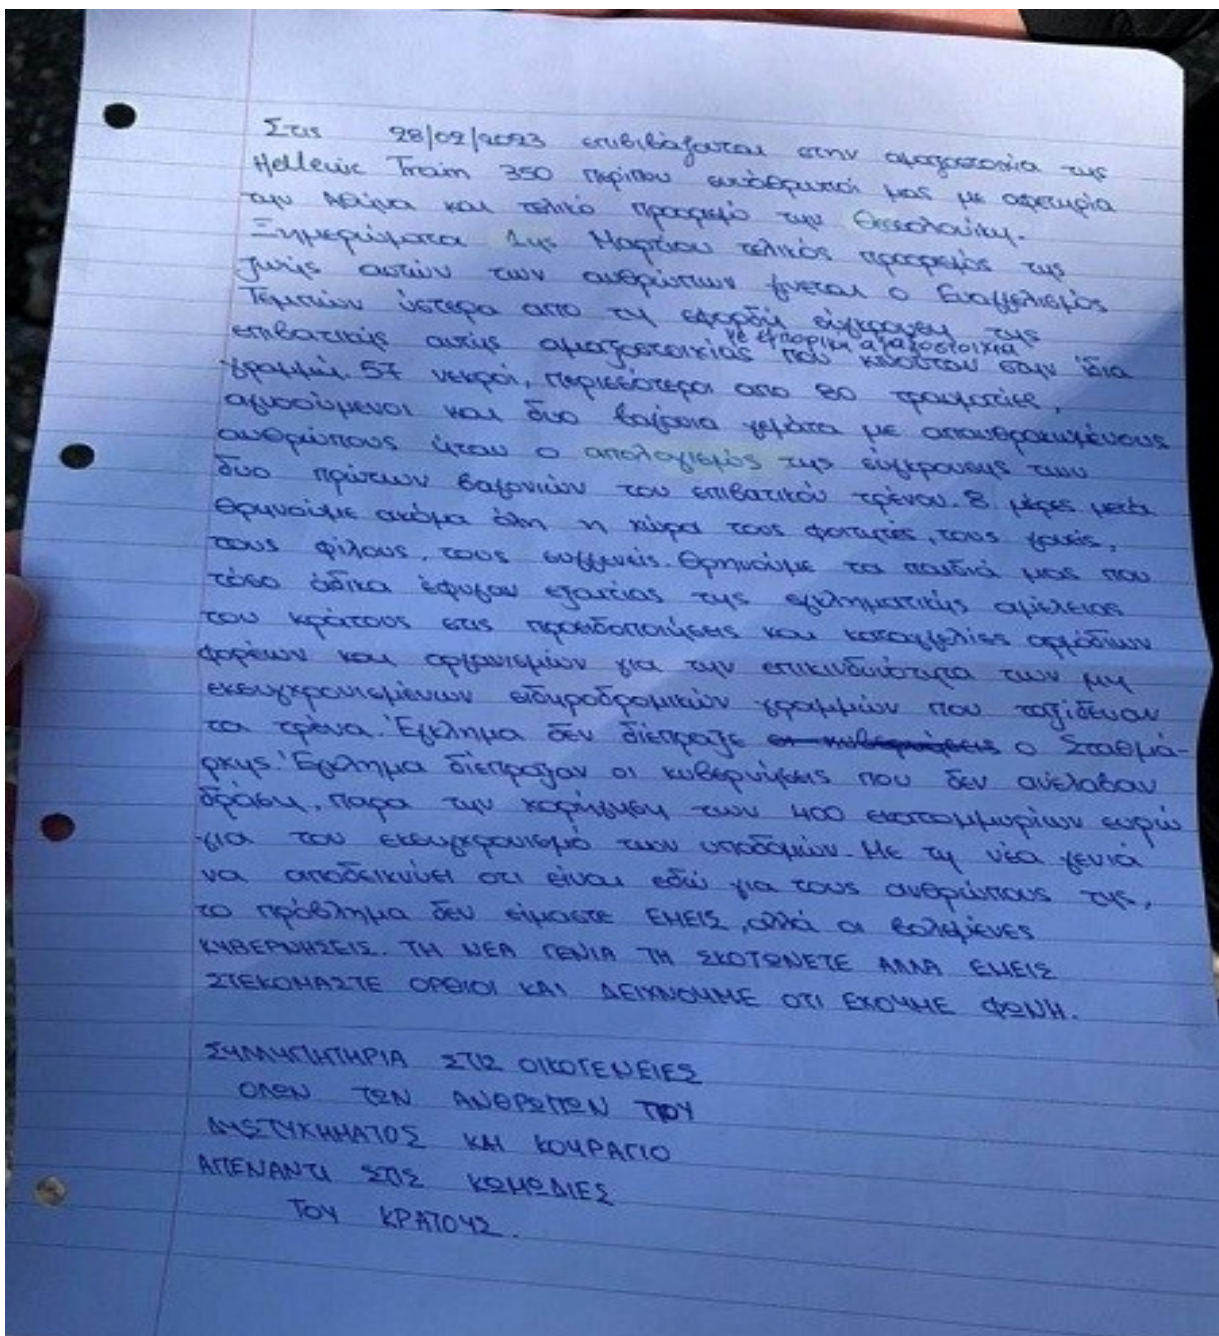 Στις 28/02/2023 επιβιβάζονται στην αμαξοστοιχία της
Hellenic Train 350 περίπου συνάθρωποί μας με αφετηρία
την Αθήνα και τελικό προορισμό την Θεσσαλονίκη.
Ξημερώματα 1ης Μαρτίου τελικός προορισμός της
ζωής αυτών των ανθρώπων γίνεται ο Ευαγγελισμός
Τεμπών ύστερα από τη σφοδρή σύγκρουση της
επιβατικής αυτής αμαξοστοιχίας με εμπορική αμαξοστοιχία που κινούταν στην ίδια
γραμμή. 57 νεκροί, περισσότεροι από 80 τραυματίες,
αγνοούμενοι και δυο βαγόνια γεμάτα με απανθρακωμένους
ανθρώπους ήταν ο απολογισμός της σύγκρουσης των
δυο πρώτων βαγονιών του επιβατικού τρένου. 8 μέρες μετά
θρηνούμε ακόμα όλη η χώρα τους φοιτητές, τους γονείς,
τους φίλους, τους συγγενείς. Θρηνούμε τα παιδιά μας που
τόσο άδικα έφυγαν εξαιτίας της εγκληματικής αμέλειας
του κράτους στις προειδοποιήσεις και καταγγελίες αρμόδιων
φορέων και οργανισμών για την επικινδυνότητα των μη
εκσυγχρονισμένων σιδηροδρομικών γραμμών που ταξίδευαν
τα τρένα. Έγκλημα δεν διέπραξε οι κυβερνήσεις ο Σταθμά-
ρχης. Έγκλημα διέπραξαν οι κυβερνήσεις που δεν ανέλαβαν
δράση, παρά την χορήγηση των 400 εκατομμυρίων ευρώ
για τον εκσυγχρονισμό των υποδομών. Με τη νέα γενιά
να αποδεικνύει οτι είναι εδώ για τους ανθρώπους της,
το πρόβλημα δεν είμαστε ΕΜΕΙΣ, αλλά οι βολεμένες
ΚΥΒΕΡΝΗΣΕΙΣ. ΤΗ ΝΕΑ ΓΕΝΙΑ ΤΗ ΣΚΟΤΩΝΕΤΕ ΑΛΛΑ ΕΜΕΙΣ
ΣΤΕΚΟΜΑΣΤΕ ΟΡΘΙΟΙ ΚΑΙ ΔΕΙΧΝΟΥΜΕ ΟΤΙ ΕΧΟΥΜΕ ΦΩΝΗ.
ΣΥΛΛΥΠΗΤΗΡΙΑ ΣΤΙΣ ΟΙΚΟΓΕΝΕΙΕΣ
ΟΛΩΝ ΤΩΝ ΑΝΘΡΩΠΩΝ ΤΟΥ
ΔΥΣΤΥΧΗΜΑΤΟΣ ΚΑΙ ΚΟΥΡΑΓΙΟ
ΑΠΕΝΑΝΤΙ ΣΤΙΣ ΚΩΜΩΔΙΕΣ
ΤΟΥ ΚΡΑΤΟΥΣ.